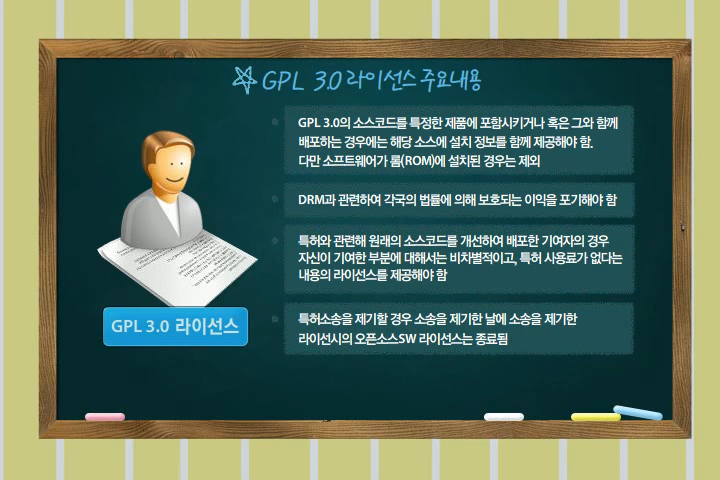 GPL 3.0 라이선스 주요내용
GPL 3.0의 소스코드를 특정한 제품에 포함시키거나 혹은 그와 함께
배포하는 경우에는 해당 소스에 설치 정보를 함께 제공해야 함.
다만 소프트웨어가 롬(ROM)에 설치된 경우는 제외
DRM과 관련하여 각국의 법률에 의해 보호되는 이익을 포기해야 함
특허와 관련해 원래의 소스코드를 개선하여 배포한 기여자의 경우
자신이 기여한 부분에 대해서는 비차별적이고, 특허 사용료가 없다는
내용의 라이선스를 제공해야 함
GPL 3.0 라이선스
특허소송을 제기할 경우 소송을 제기한 날에 소송을 제기한
라이선시의 오픈소스SW 라이선스는 종료됨